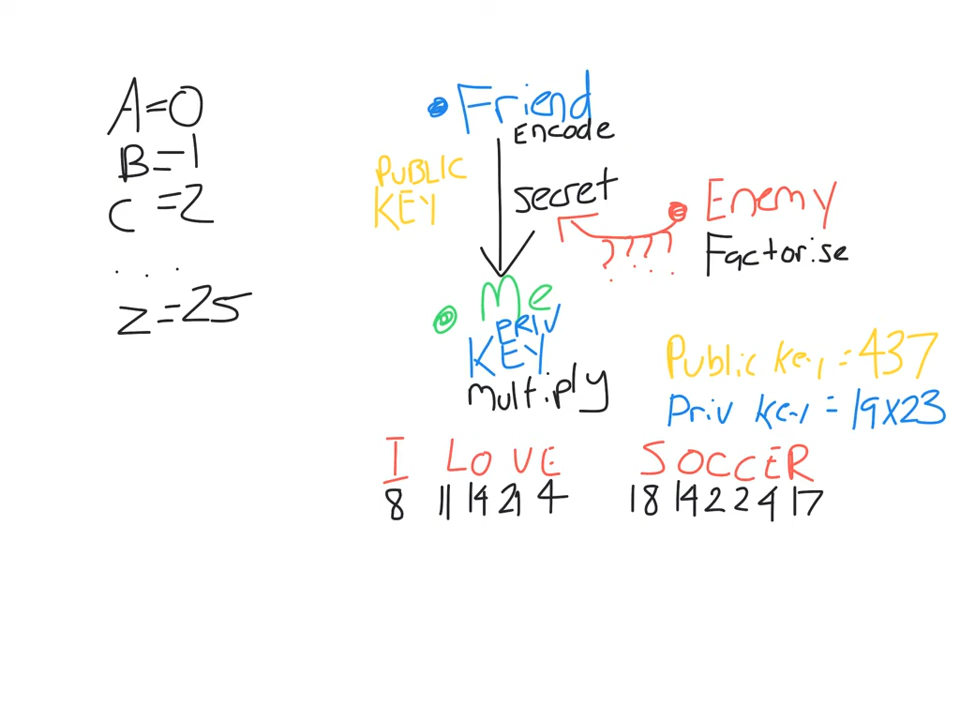 A=0
B=1
C=2
. . .
Z=25
Friend
Encode
PUBLIC
KEY
secret
Enemy
????
Factorise
Me
PRIV
KEY
multiply
Public key=437
Priv key=19x23
I LOVE SOCCER
8 11 14 21 4 18 14 2 2 4 17